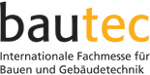 bautec
Internationale Fachmesse für
Bauen und Gebäudetechnik